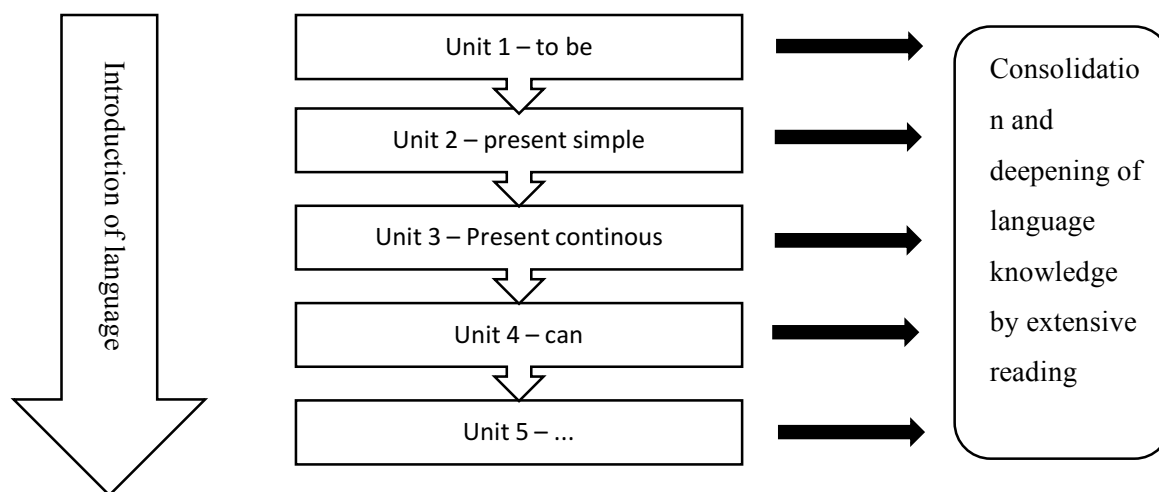 Introduction of language
Unit 1 – to be
Unit 2 – present simple
Unit 3 – Present continous
Unit 4 – can
Unit 5 – ...
Consolidatio
n and
deepening of
language
knowledge
by extensive
reading